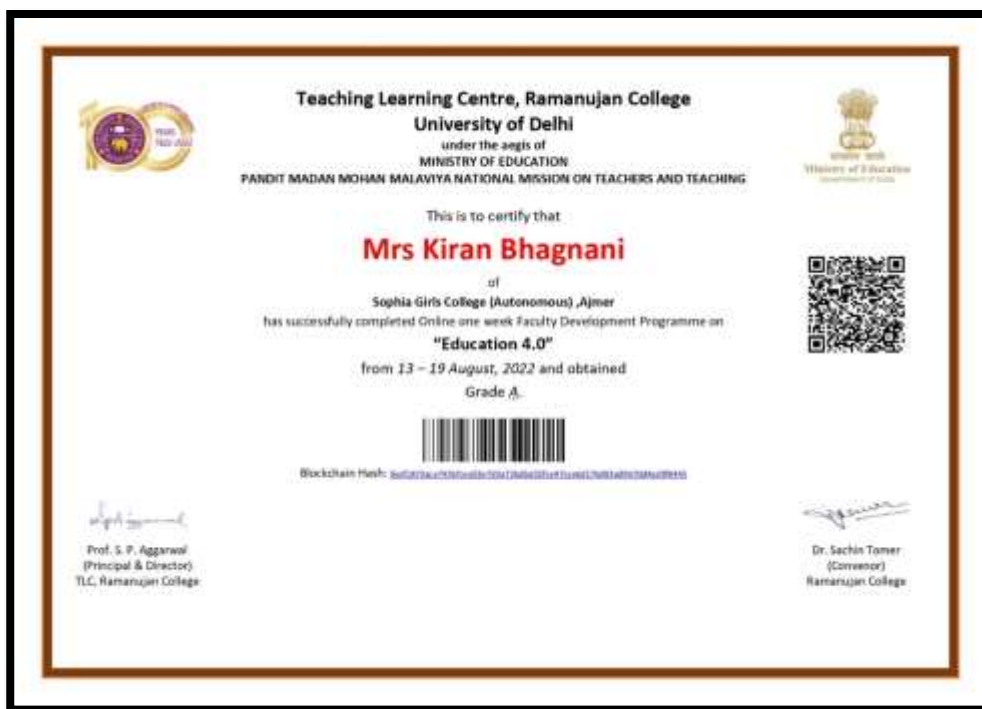 Teaching Learning Centre, Ramanujan College
University of Delhi
under the aegis of
MINISTRY OF EDUCATION
PANDIT MADAN MOHAN MALAVIYA NATIONAL MISSION ON TEACHERS AND TEACHING
Ministry of Education
This is to certify that
Mrs Kiran Bhagnani
of
Sophia Girls College (Autonomous) ,Ajmer
has successfully completed Online one week Faculty Development Programme on
"Education 4.0"
from 13 – 19 August, 2022 and obtained
Grade A.
Blockchain Hash:
Prof. S. P. Aggarwal
(Principal & Director)
TLC, Ramanujan College
Dr. Sachin Tomer
(Convenor)
Ramanujan College